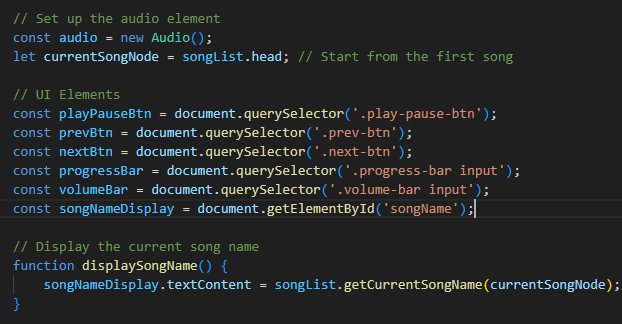 // Set up the audio element
const audio = new Audio();
let currentSongNode = songList.head; // Start from the first song
// UI Elements
const playPauseBtn = document.querySelector('.play-pause-btn');
const prevBtn = document.querySelector('.prev-btn');
const nextBtn = document.querySelector('.next-btn');
const progressBar = document.querySelector('.progress-bar input');
const volumeBar = document.querySelector('.volume-bar input');
const songNameDisplay = document.getElementById('songName');
// Display the current song name
function displaySongName() {
    songNameDisplay.textContent = songList.getCurrentSongName(currentSongNode);
}